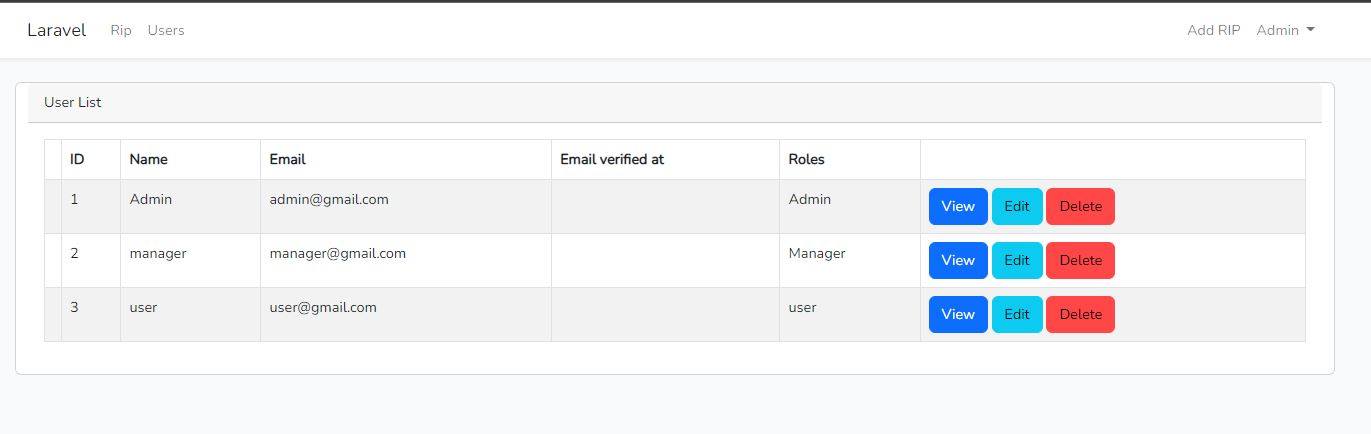 Laravel Rip Users Add RIP Admin
User List
ID Name Email Email verified at Roles
1 Admin admin@gmail.com Admin View Edit Delete
2 manager manager@gmail.com Manager View Edit Delete
3 user user@gmail.com user View Edit Delete